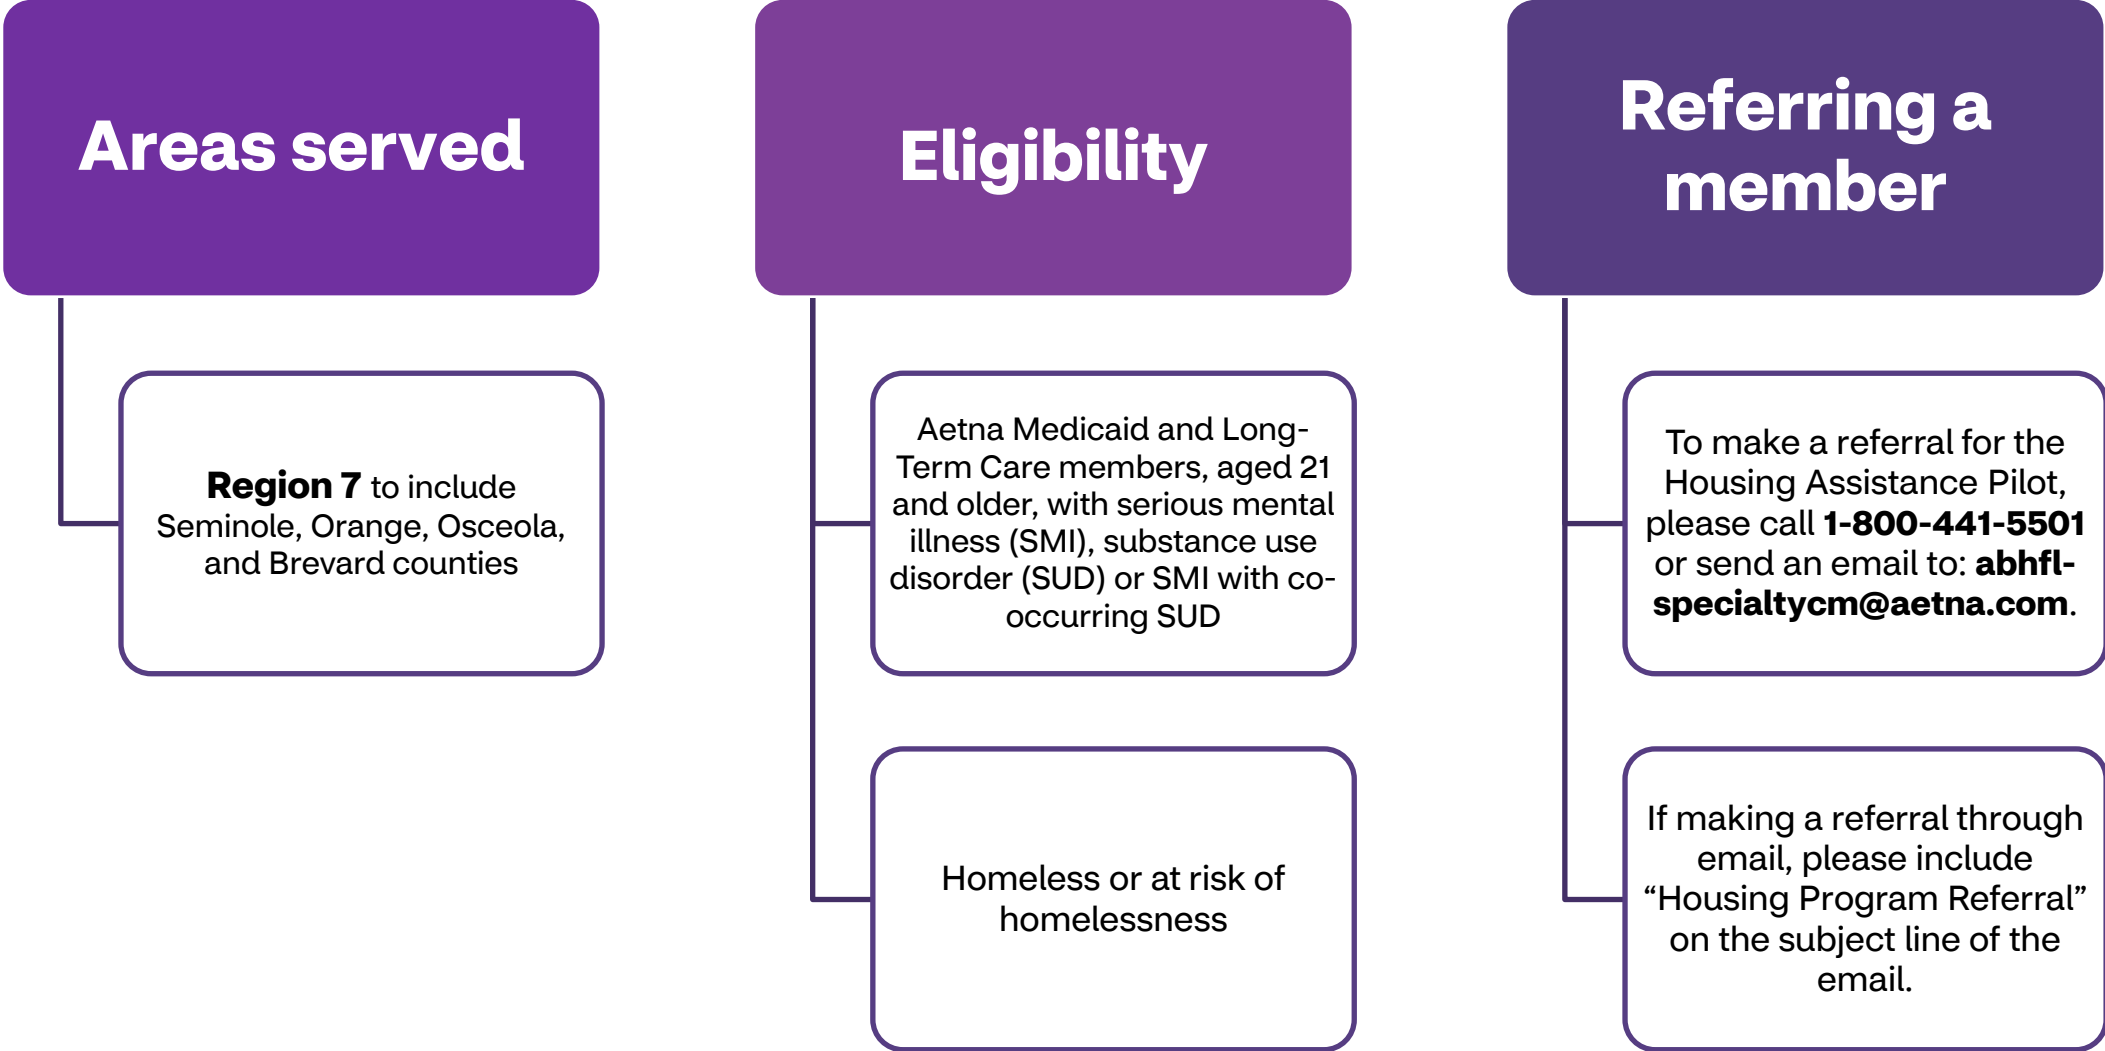 Areas served
Region 7 to include
Seminole, Orange, Osceola,
and Brevard counties
Eligibility
Aetna Medicaid and Long-
Term Care members, aged 21
and older, with serious mental
illness (SMI), substance use
disorder (SUD) or SMI with co-
occurring SUD
Homeless or at risk of
homelessness
Referring a
member
To make a referral for the
Housing Assistance Pilot,
please call 1-800-441-5501
or send an email to: abhfl-
specialtycm@aetna.com.
If making a referral through
email, please include
“Housing Program Referral”
on the subject line of the
email.